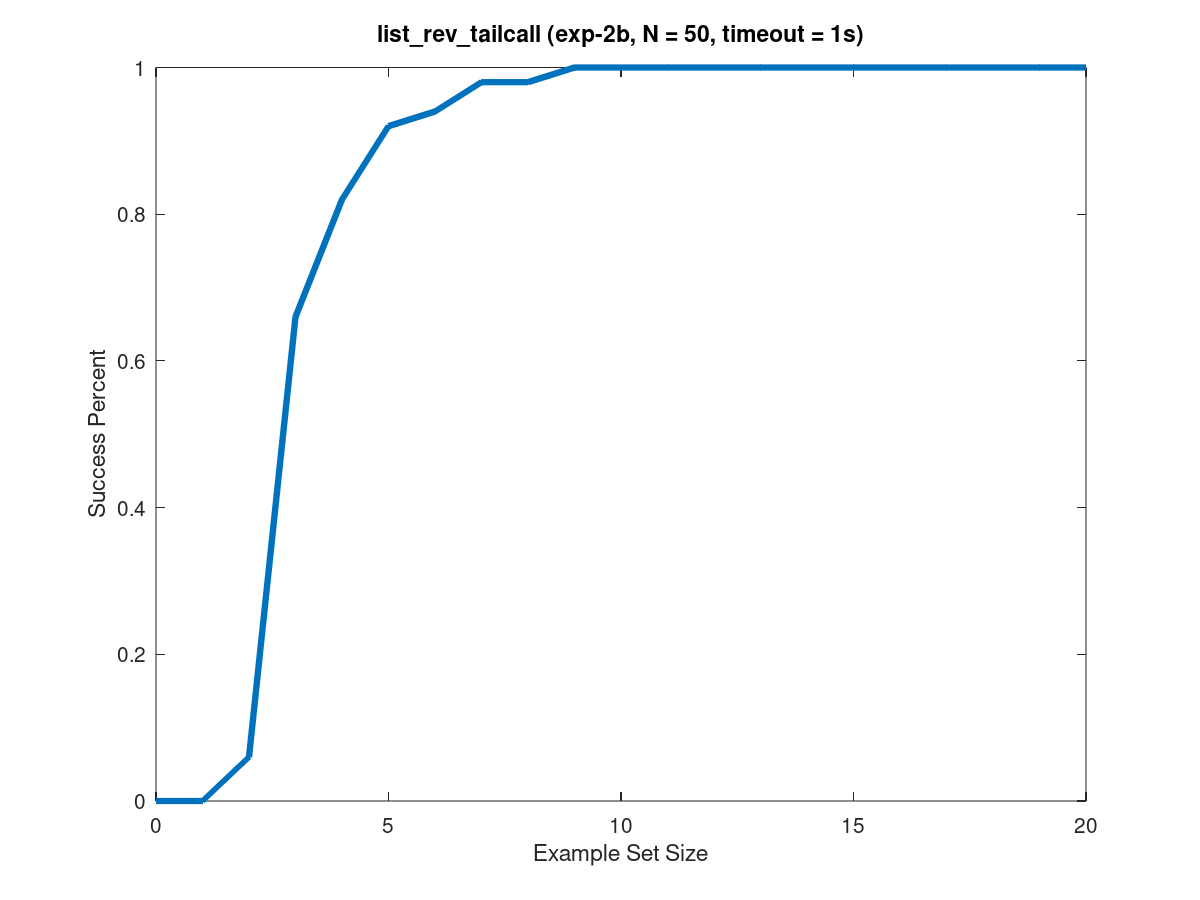 list_rev_tailcall (exp-2b, N = 50, timeout = 1s)
1
0.8
0.6
0.4
0.2
0
Success Percent
0 5 10 15 20
Example Set Size